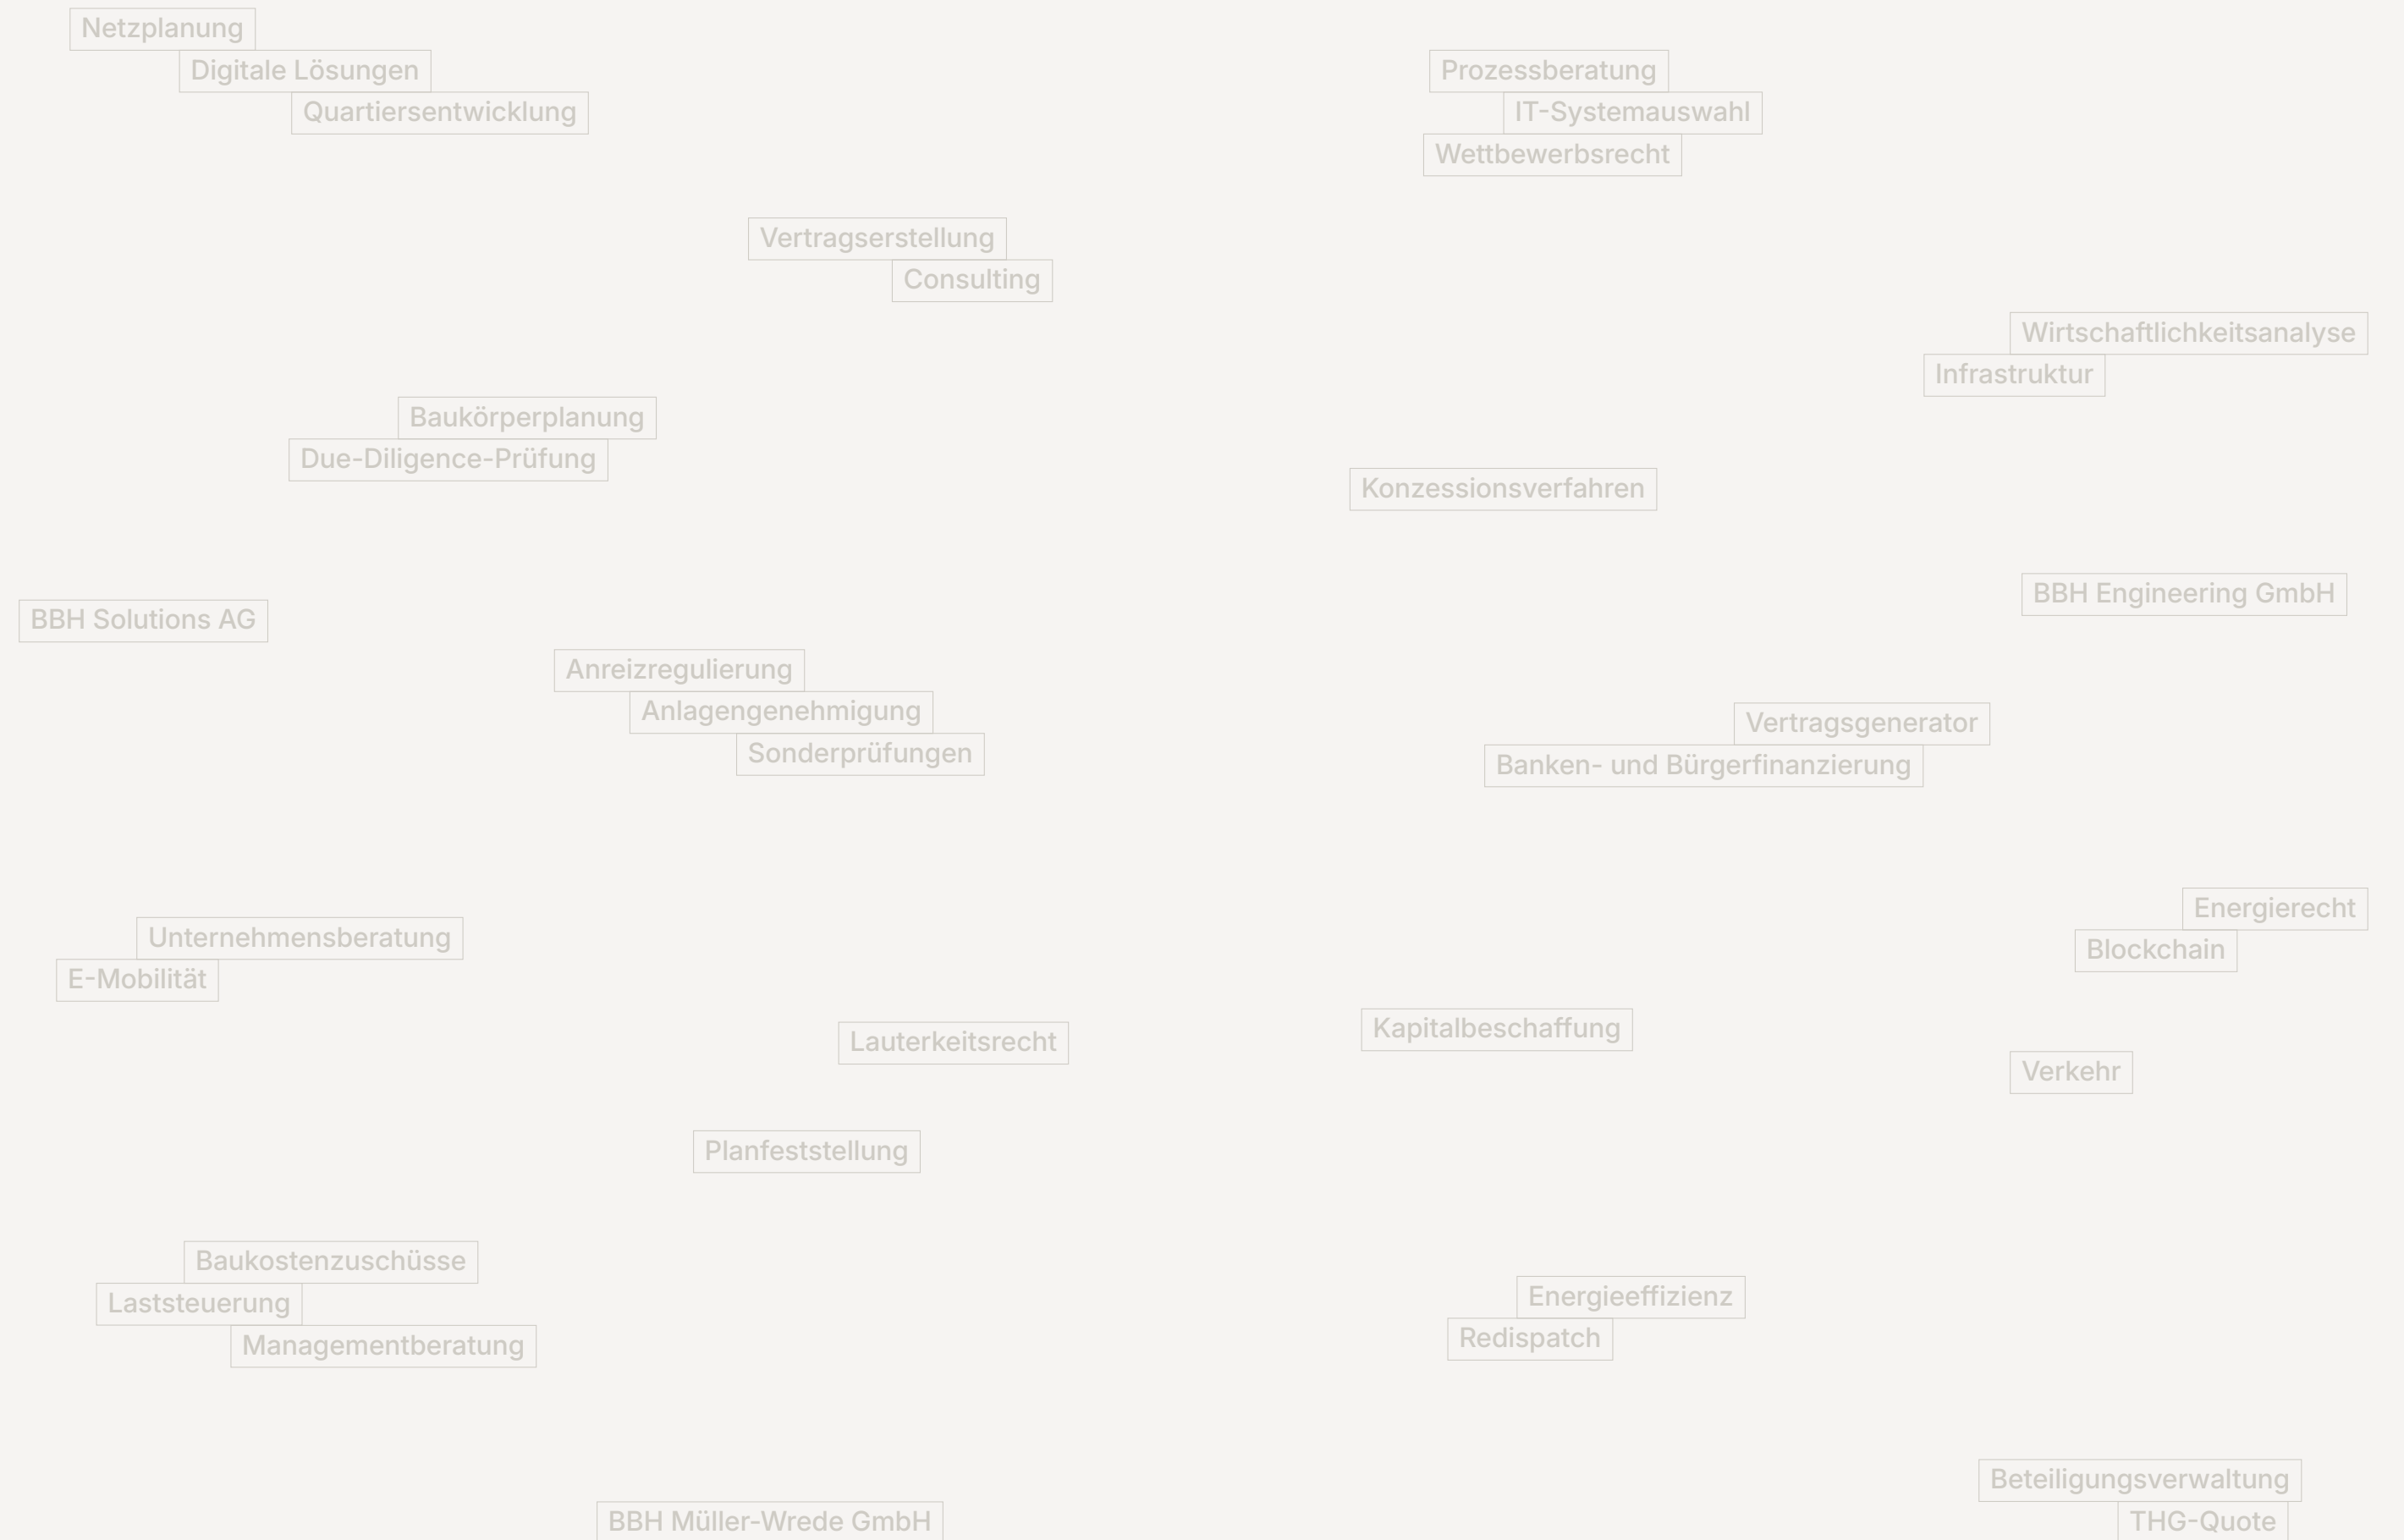 Netzplanung
Digitale Lösungen
Quartiersentwicklung
Prozessberatung
IT-Systemauswahl
Wettbewerbsrecht
Vertragserstellung
Consulting
Wirtschaftlichkeitsanalyse
Infrastruktur
Baukörperplanung
Due-Diligence-Prüfung
Konzessionsverfahren
BBH Engineering GmbH
BBH Solutions AG
Anreizregulierung
Anlagengenehmigung
Sonderprüfungen
Vertragsgenerator
Banken- und Bürgerfinanzierung
Energierecht
Blockchain
Unternehmensberatung
E-Mobilität
Lauterkeitsrecht
Kapitalbeschaffung
Verkehr
Planfeststellung
Baukostenzuschüsse
Laststeuerung
Managementberatung
Energieeffizienz
Redispatch
Beteiligungsverwaltung
THG-Quote
BBH Müller-Wrede GmbH